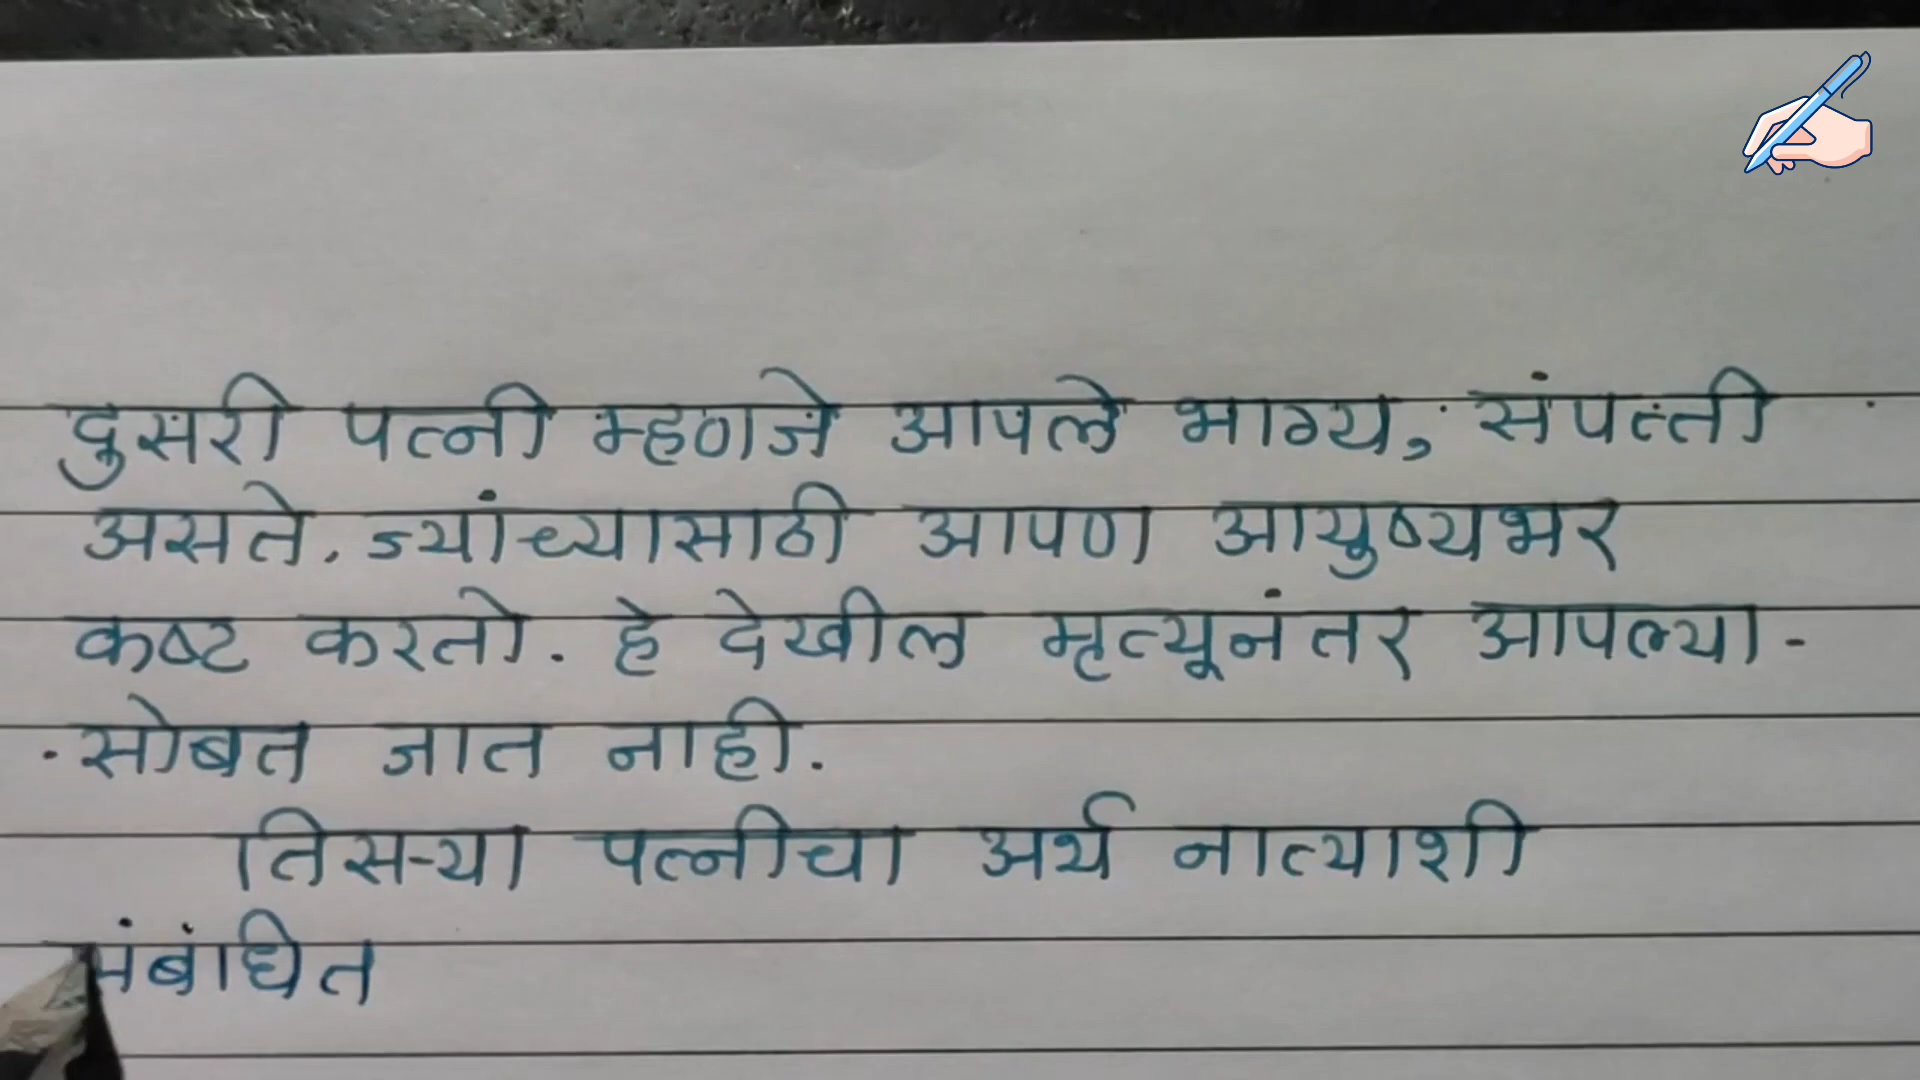 दुसरी पत्नी म्हणजे आपले भाग्य, संपत्ती
असते. ज्यांच्यासाठी आपण आयुष्यभर
कष्ट करतो. हे देखील मृत्यूनंतर आपल्या-
सोबत जात नाही.
तिसऱ्या पत्नीचा अर्थ नात्याशी
संबंधित